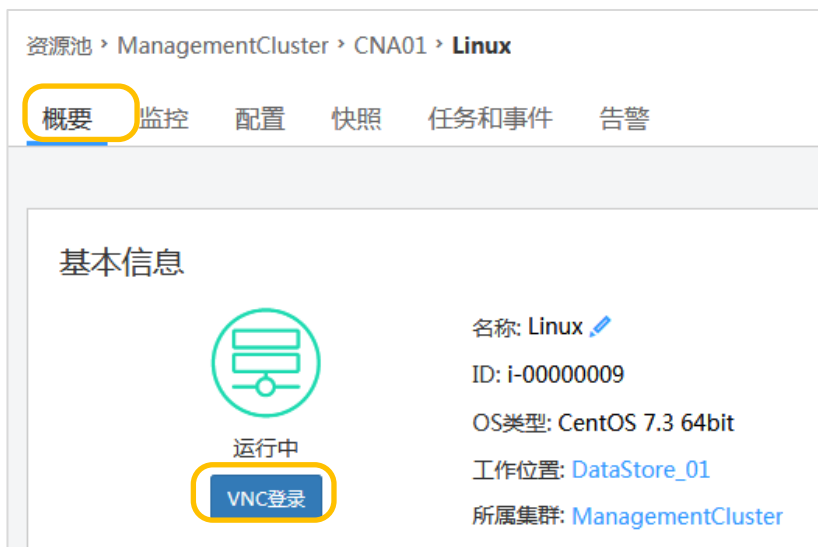 资源池 > ManagementCluster > CNA01 > Linux
概要 监控 配置 快照 任务和事件 告警
基本信息
名称: Linux
ID: i-00000009
OS类型: CentOS 7.3 64bit
运行中
工作位置: DataStore_01
VNC登录
所属集群: ManagementCluster